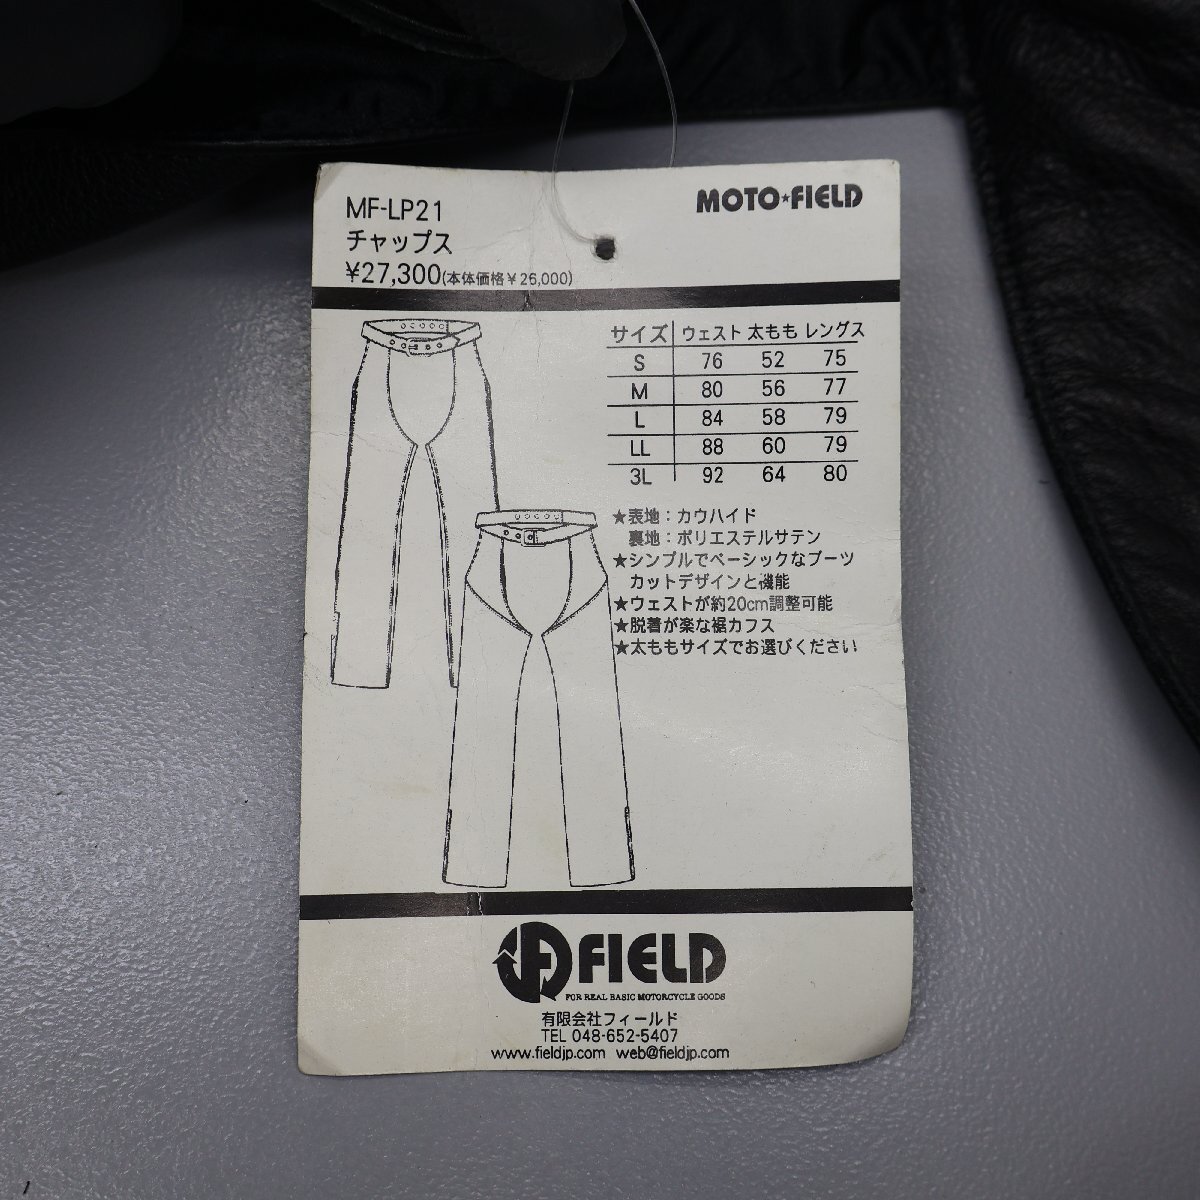 MF-LP21
チャップス
¥27,300(本体価格¥26,000)
MOTO★FIELD
サイズ ウェスト 太もも レングス
S 76 52 75
M 80 56 77
L 84 58 79
LL 88 60 79
3L 92 64 80
★表地：カウハイド
裏地：ポリエステルサテン
★シンプルでベーシックなブーツ
カットデザインと機能
★ウェストが約20cm調整可能
★脱着が楽な裾カフス
★太ももサイズでお選びください
FIELD
FOR REAL BASIC MOTORCYCLE GOODS
有限会社フィールド
TEL 048-652-5407
www.fieldjp.com web@fieldjp.com